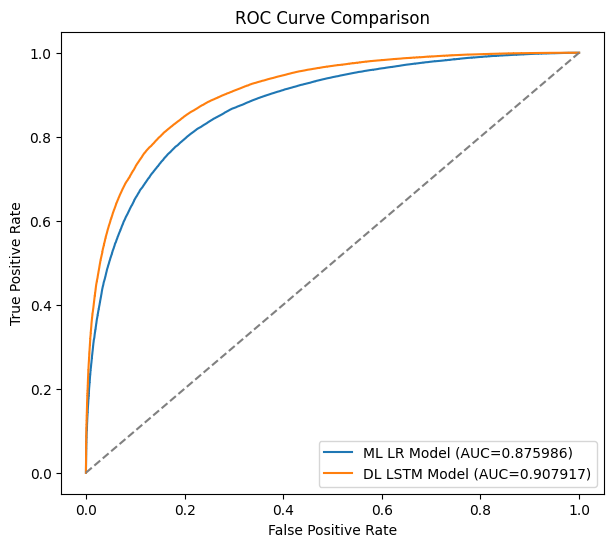 ROC Curve Comparison
True Positive Rate
1.0
0.8
0.6
0.4
0.2
0.0
ML LR Model (AUC=0.875986)
DL LSTM Model (AUC=0.907917)
0.0 0.2 0.4 0.6 0.8 1.0
False Positive Rate